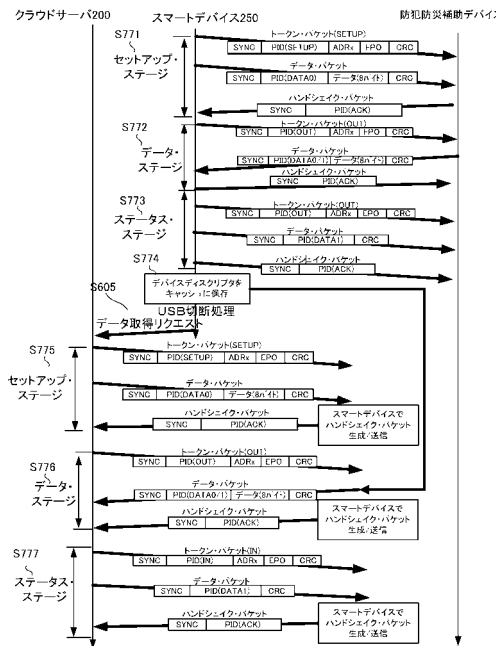 クラウドサーバ200
スマートデバイス250
防犯防災補助デバイス
S771
セットアップ・
ステージ
トークン・パケット(SETUP)
SYNC PID(SETUP) ADRx EPO CRC
データ・パケット
SYNC PID(DATA0) データ(8バイト) CRC
ハンドシェイク・パケット
SYNC PID(ACK)
S772
データ・
ステージ
トークン・パケット(OUT)
SYNC PID(OUT) ADRx EPO CRC
データ・パケット
SYNC PID(DATA0/1) データ(8バイト) CRC
ハンドシェイク・パケット
SYNC PID(ACK)
S773
ステータス・
ステージ
トークン・パケット(OUT)
SYNC PID(OUT) ADRx EPO CRC
データ・パケット
SYNC PID(DATA1) CRC
ハンドシェイク・パケット
SYNC PID(ACK)
S774
デバイスディスクリプタを
キャッシュに保存
USB切断処理
S605
データ取得リクエスト
S775
セットアップ・
ステージ
トークン・パケット(SETUP)
SYNC PID(SETUP) ADRx EPO CRC
データ・パケット
SYNC PID(DATA0) データ(8バイト) CRC
ハンドシェイク・パケット
SYNC PID(ACK)
スマートデバイスで
ハンドシェイク・パケット
生成/送信
S776
データ・
ステージ
トークン・パケット(OUT)
SYNC PID(OUT) ADRx EPO CRC
データ・パケット
SYNC PID(DATA0/1) データ(8バイト) CRC
ハンドシェイク・パケット
SYNC PID(ACK)
スマートデバイスで
ハンドシェイク・パケット
生成/送信
S777
ステータス・
ステージ
トークン・パケット(IN)
SYNC PID(IN) ADRx EPO CRC
データ・パケット
SYNC PID(DATA1) CRC
ハンドシェイク・パケット
SYNC PID(ACK)
スマートデバイスで
ハンドシェイク・パケット
生成/送信